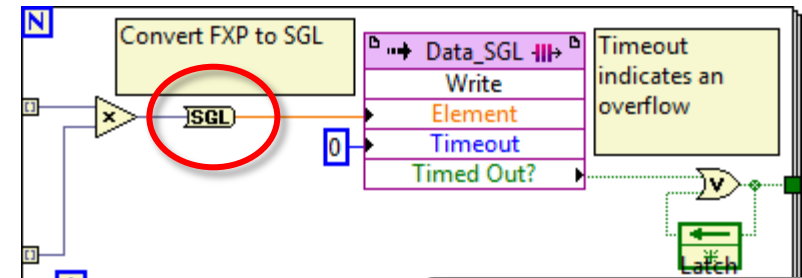 N
Convert FXP to SGL
SGL
Data_SGL
Write
Element
0
Timeout
Timed Out?
Timeout
indicates an
overflow
Latch